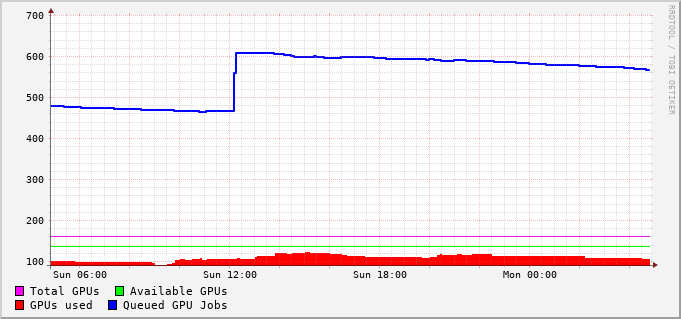 700
600
500
400
300
200
100
Sun 06:00 Sun 12:00 Sun 18:00 Mon 00:00
Total GPUs Available GPUs
GPUs used Queued GPU Jobs
RRDTOOL / TOBI OETIKER